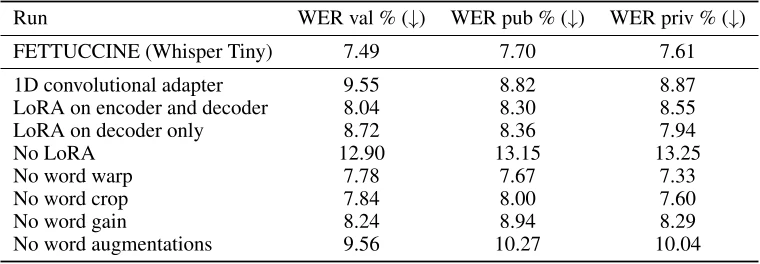 Run WER val % (↓) WER pub % (↓) WER priv % (↓)
FETTUCCINE (Whisper Tiny) 7.49 7.70 7.61
1D convolutional adapter 9.55 8.82 8.87
LoRA on encoder and decoder 8.04 8.30 8.55
LoRA on decoder only 8.72 8.36 7.94
No LoRA 12.90 13.15 13.25
No word warp 7.78 7.67 7.33
No word crop 7.84 8.00 7.60
No word gain 8.24 8.94 8.29
No word augmentations 9.56 10.27 10.04